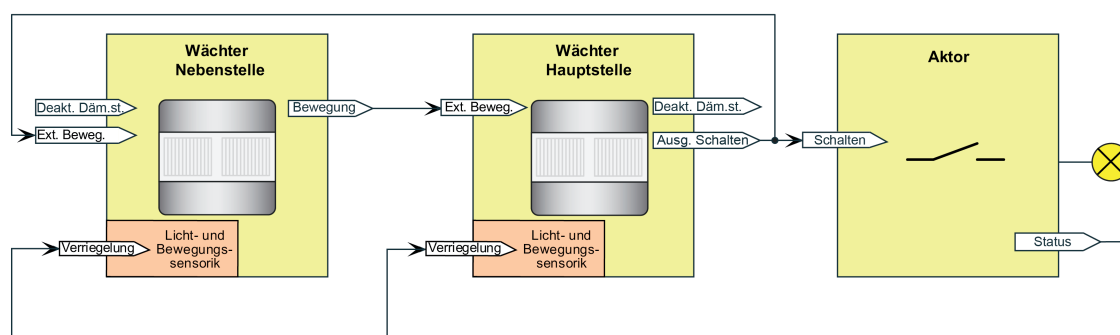 Wächter
Nebenstelle
Deakt. Däm.st.
Ext. Beweg.
Bewegung
Verriegelung
Licht- und
Bewegungs-
sensorik
Wächter
Hauptstelle
Ext. Beweg.
Deakt. Däm.st.
Ausg. Schalten
Verriegelung
Licht- und
Bewegungs-
sensorik
Aktor
Schalten
Status